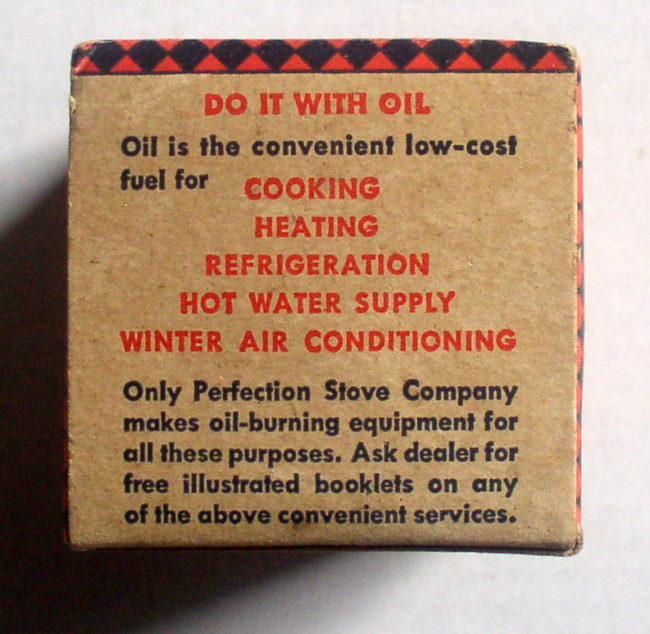 DO IT WITH OIL
Oil is the convenient low-cost
fuel for COOKING
HEATING
REFRIGERATION
HOT WATER SUPPLY
WINTER AIR CONDITIONING
Only Perfection Stove Company
makes oil-burning equipment for
all these purposes. Ask dealer for
free illustrated booklets on any
of the above convenient services.